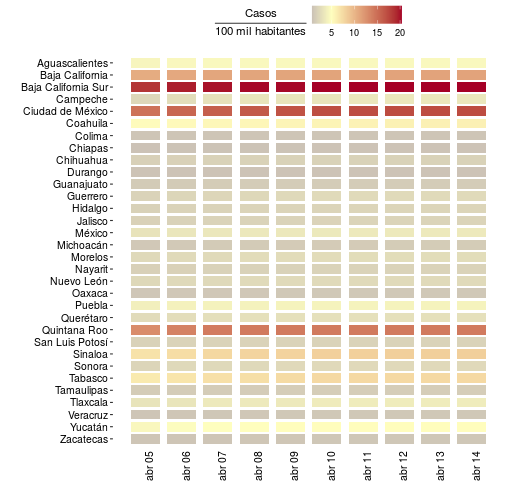 Casos
100 mil habitantes
5 10 15 20
Aguascalientes
Baja California
Baja California Sur
Campeche
Ciudad de México
Coahuila
Colima
Chiapas
Chihuahua
Durango
Guanajuato
Guerrero
Hidalgo
Jalisco
México
Michoacán
Morelos
Nayarit
Nuevo León
Oaxaca
Puebla
Querétaro
Quintana Roo
San Luis Potosí
Sinaloa
Sonora
Tabasco
Tamaulipas
Tlaxcala
Veracruz
Yucatán
Zacatecas
abr 05
abr 06
abr 07
abr 08
abr 09
abr 10
abr 11
abr 12
abr 13
abr 14